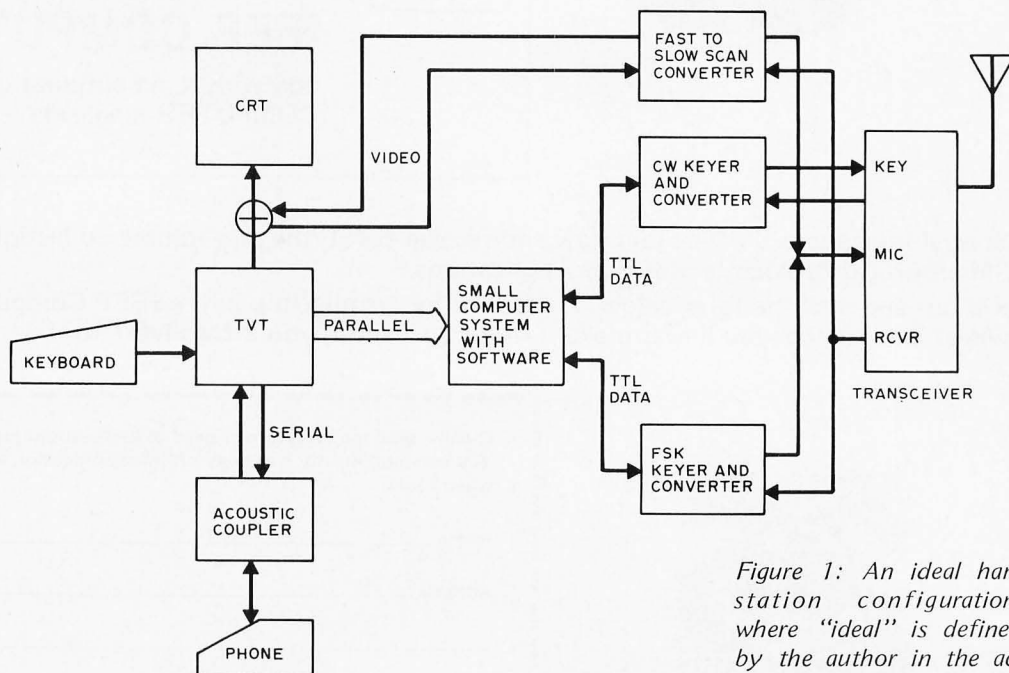 CRT
VIDEO
FAST TO
SLOW SCAN
CONVERTER
CW KEYER
AND
CONVERTER
KEY
MIC
RCVR
TRANSCEIVER
TTL
DATA
TVT
PARALLEL
SMALL
COMPUTER
SYSTEM
WITH
SOFTWARE
KEYBOARD
TTL
DATA
SERIAL
FSK
KEYER AND
CONVERTER
ACOUSTIC
COUPLER
PHONE
Figure 1: An ideal ham
station configuration
where "ideal" is define
by the author in the